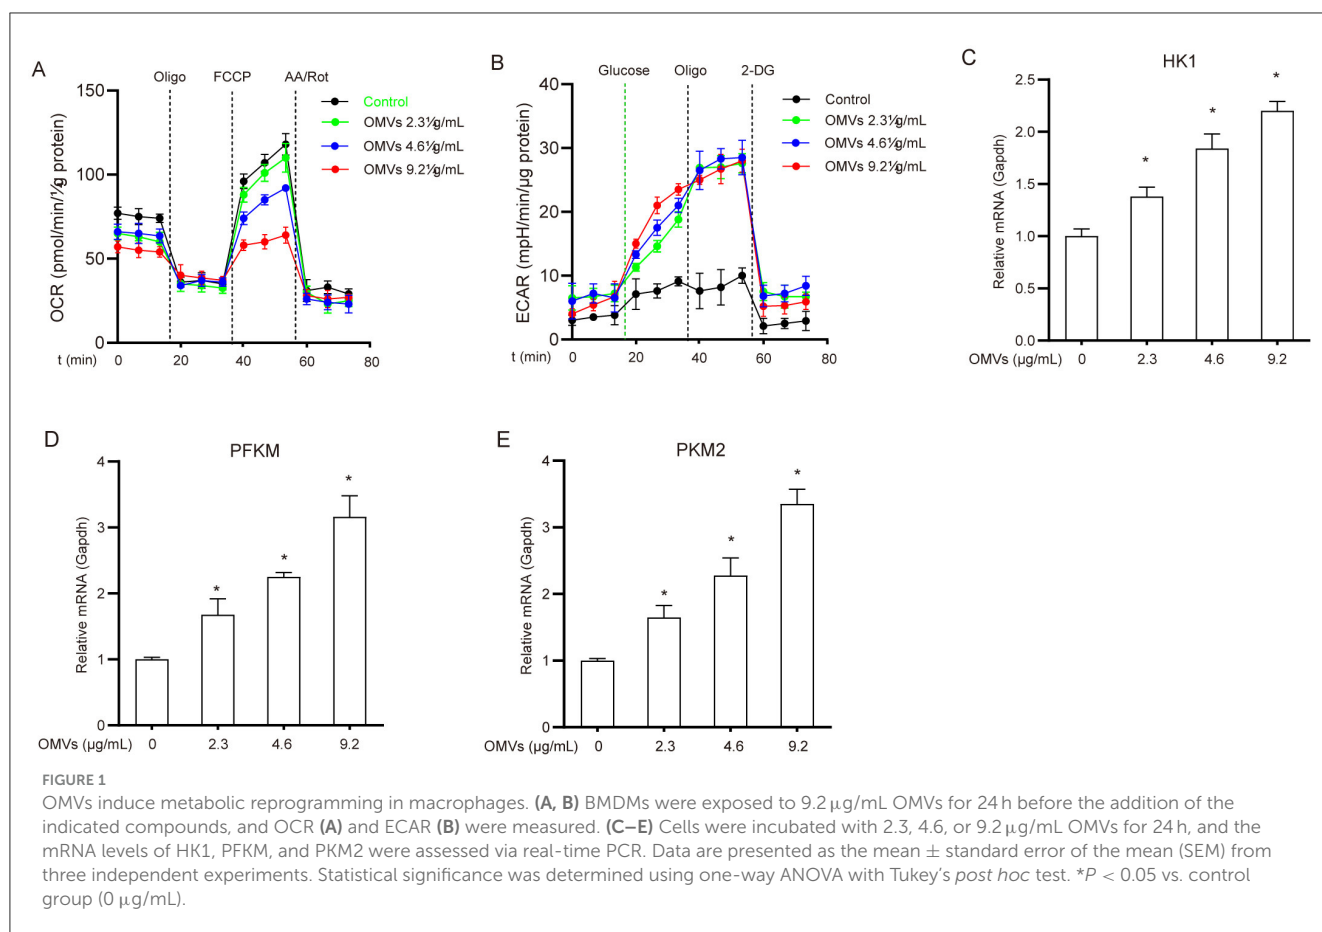 A
Oligo FCCP AA/Rot
150
100
50
0
OCR (pmol/min/¼g protein)
t (min) 0 20 40 60 80
Control
OMVs 2.3¼g/mL
OMVs 4.6¼g/mL
OMVs 9.2¼g/mL
B
Glucose Oligo 2-DG
40
30
20
10
0
ECAR (mpH/min/µg protein)
t (min) 0 20 40 60 80
Control
OMVs 2.3¼g/mL
OMVs 4.6¼g/mL
OMVs 9.2¼g/mL
C
HK1
2.5
2.0
1.5
1.0
0.5
0.0
Relative mRNA (Gapdh)
* * *
OMVs (µg/mL) 0 2.3 4.6 9.2
D
PFKM
4
3
2
1
0
Relative mRNA (Gapdh)
* * *
OMVs (µg/mL) 0 2.3 4.6 9.2
E
PKM2
4
3
2
1
0
Relative mRNA (Gapdh)
* * *
OMVs (µg/mL) 0 2.3 4.6 9.2
FIGURE 1
OMVs induce metabolic reprogramming in macrophages. (A, B) BMDMs were exposed to 9.2 µg/mL OMVs for 24 h before the addition of the
indicated compounds, and OCR (A) and ECAR (B) were measured. (C–E) Cells were incubated with 2.3, 4.6, or 9.2 µg/mL OMVs for 24 h, and the
mRNA levels of HK1, PFKM, and PKM2 were assessed via real-time PCR. Data are presented as the mean ± standard error of the mean (SEM) from
three independent experiments. Statistical significance was determined using one-way ANOVA with Tukey's post hoc test. *P < 0.05 vs. control
group (0 µg/mL).